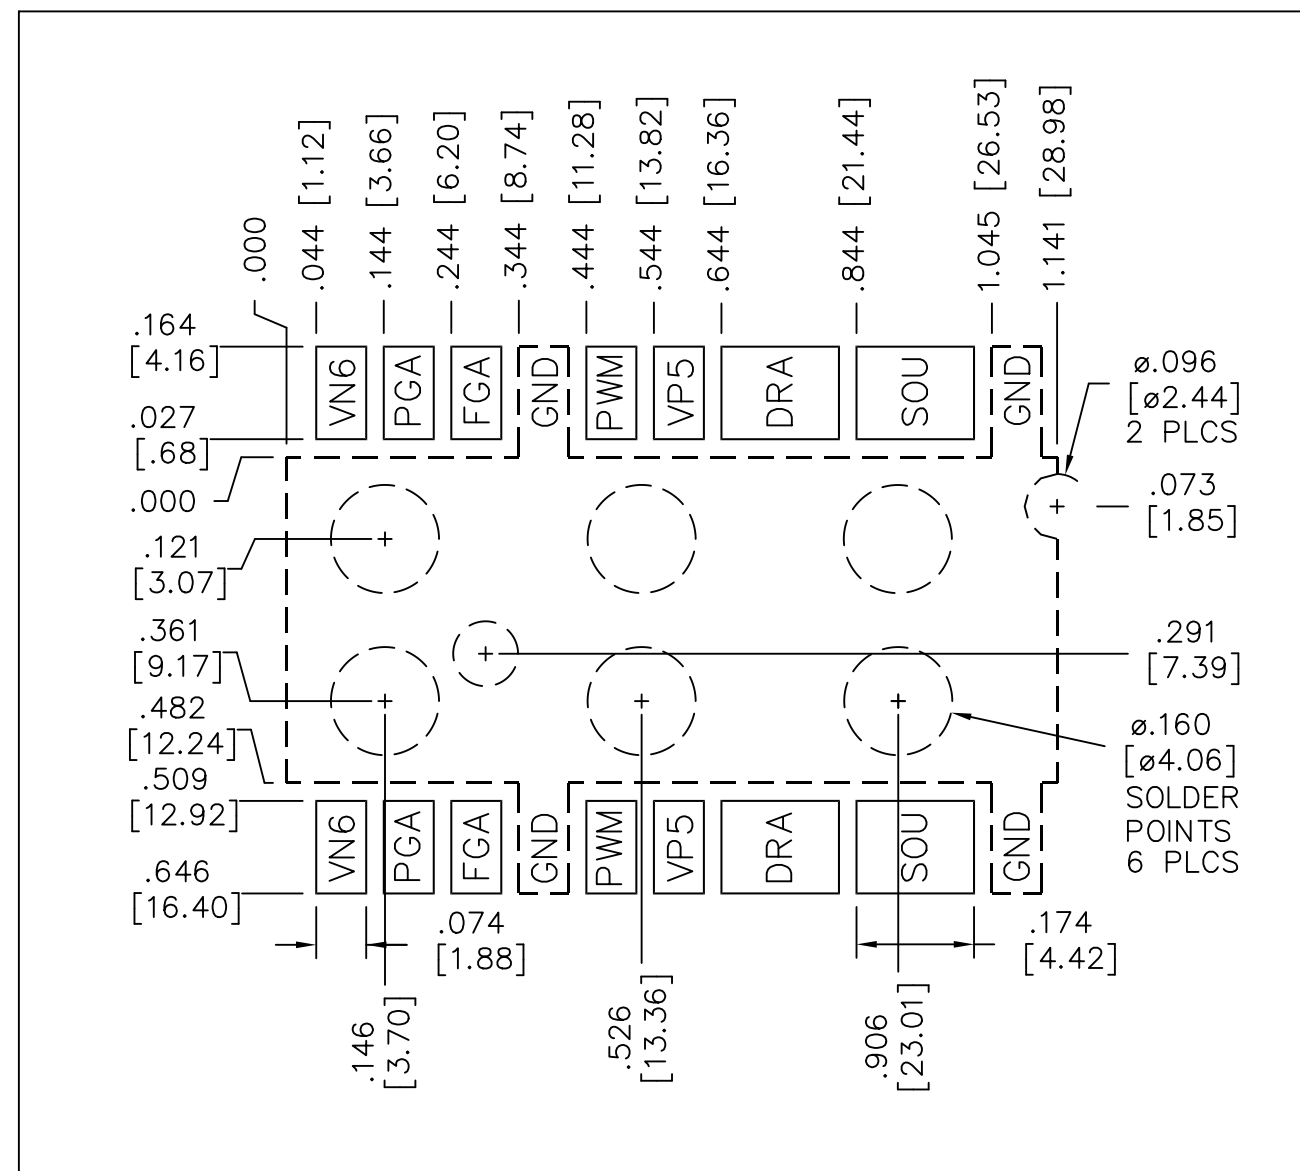 .000
.044 [1.12]
.144 [3.66]
.244 [6.20]
.344 [8.74]
.444 [11.28]
.544 [13.82]
.644 [16.36]
.844 [21.44]
1.045 [26.53]
1.141 [28.98]
.164
[4.16]
.027
[.68]
.000
.121
[3.07]
.361
[9.17]
.482
[12.24]
.509
[12.92]
.646
[16.40]
VN6
PGA
FGA
GND
PWM
VP5
DRA
SOU
GND
ø.096
[ø2.44]
2 PLCS
.073
[1.85]
.291
[7.39]
ø.160
[ø4.06]
SOLDER
POINTS
6 PLCS
VN6
PGA
FGA
GND
PWM
VP5
DRA
SOU
GND
.074
[1.88]
.174
[4.42]
.146
[3.70]
.526
[13.36]
.906
[23.01]